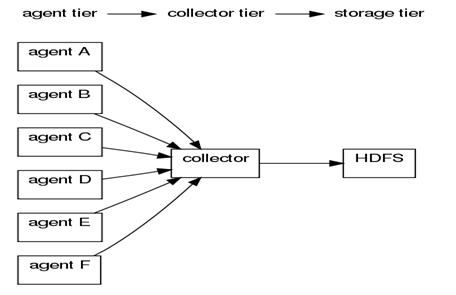 agent tier collector tier storage tier
agent A
agent B
agent C
agent D
agent E
agent F
collector
HDFS